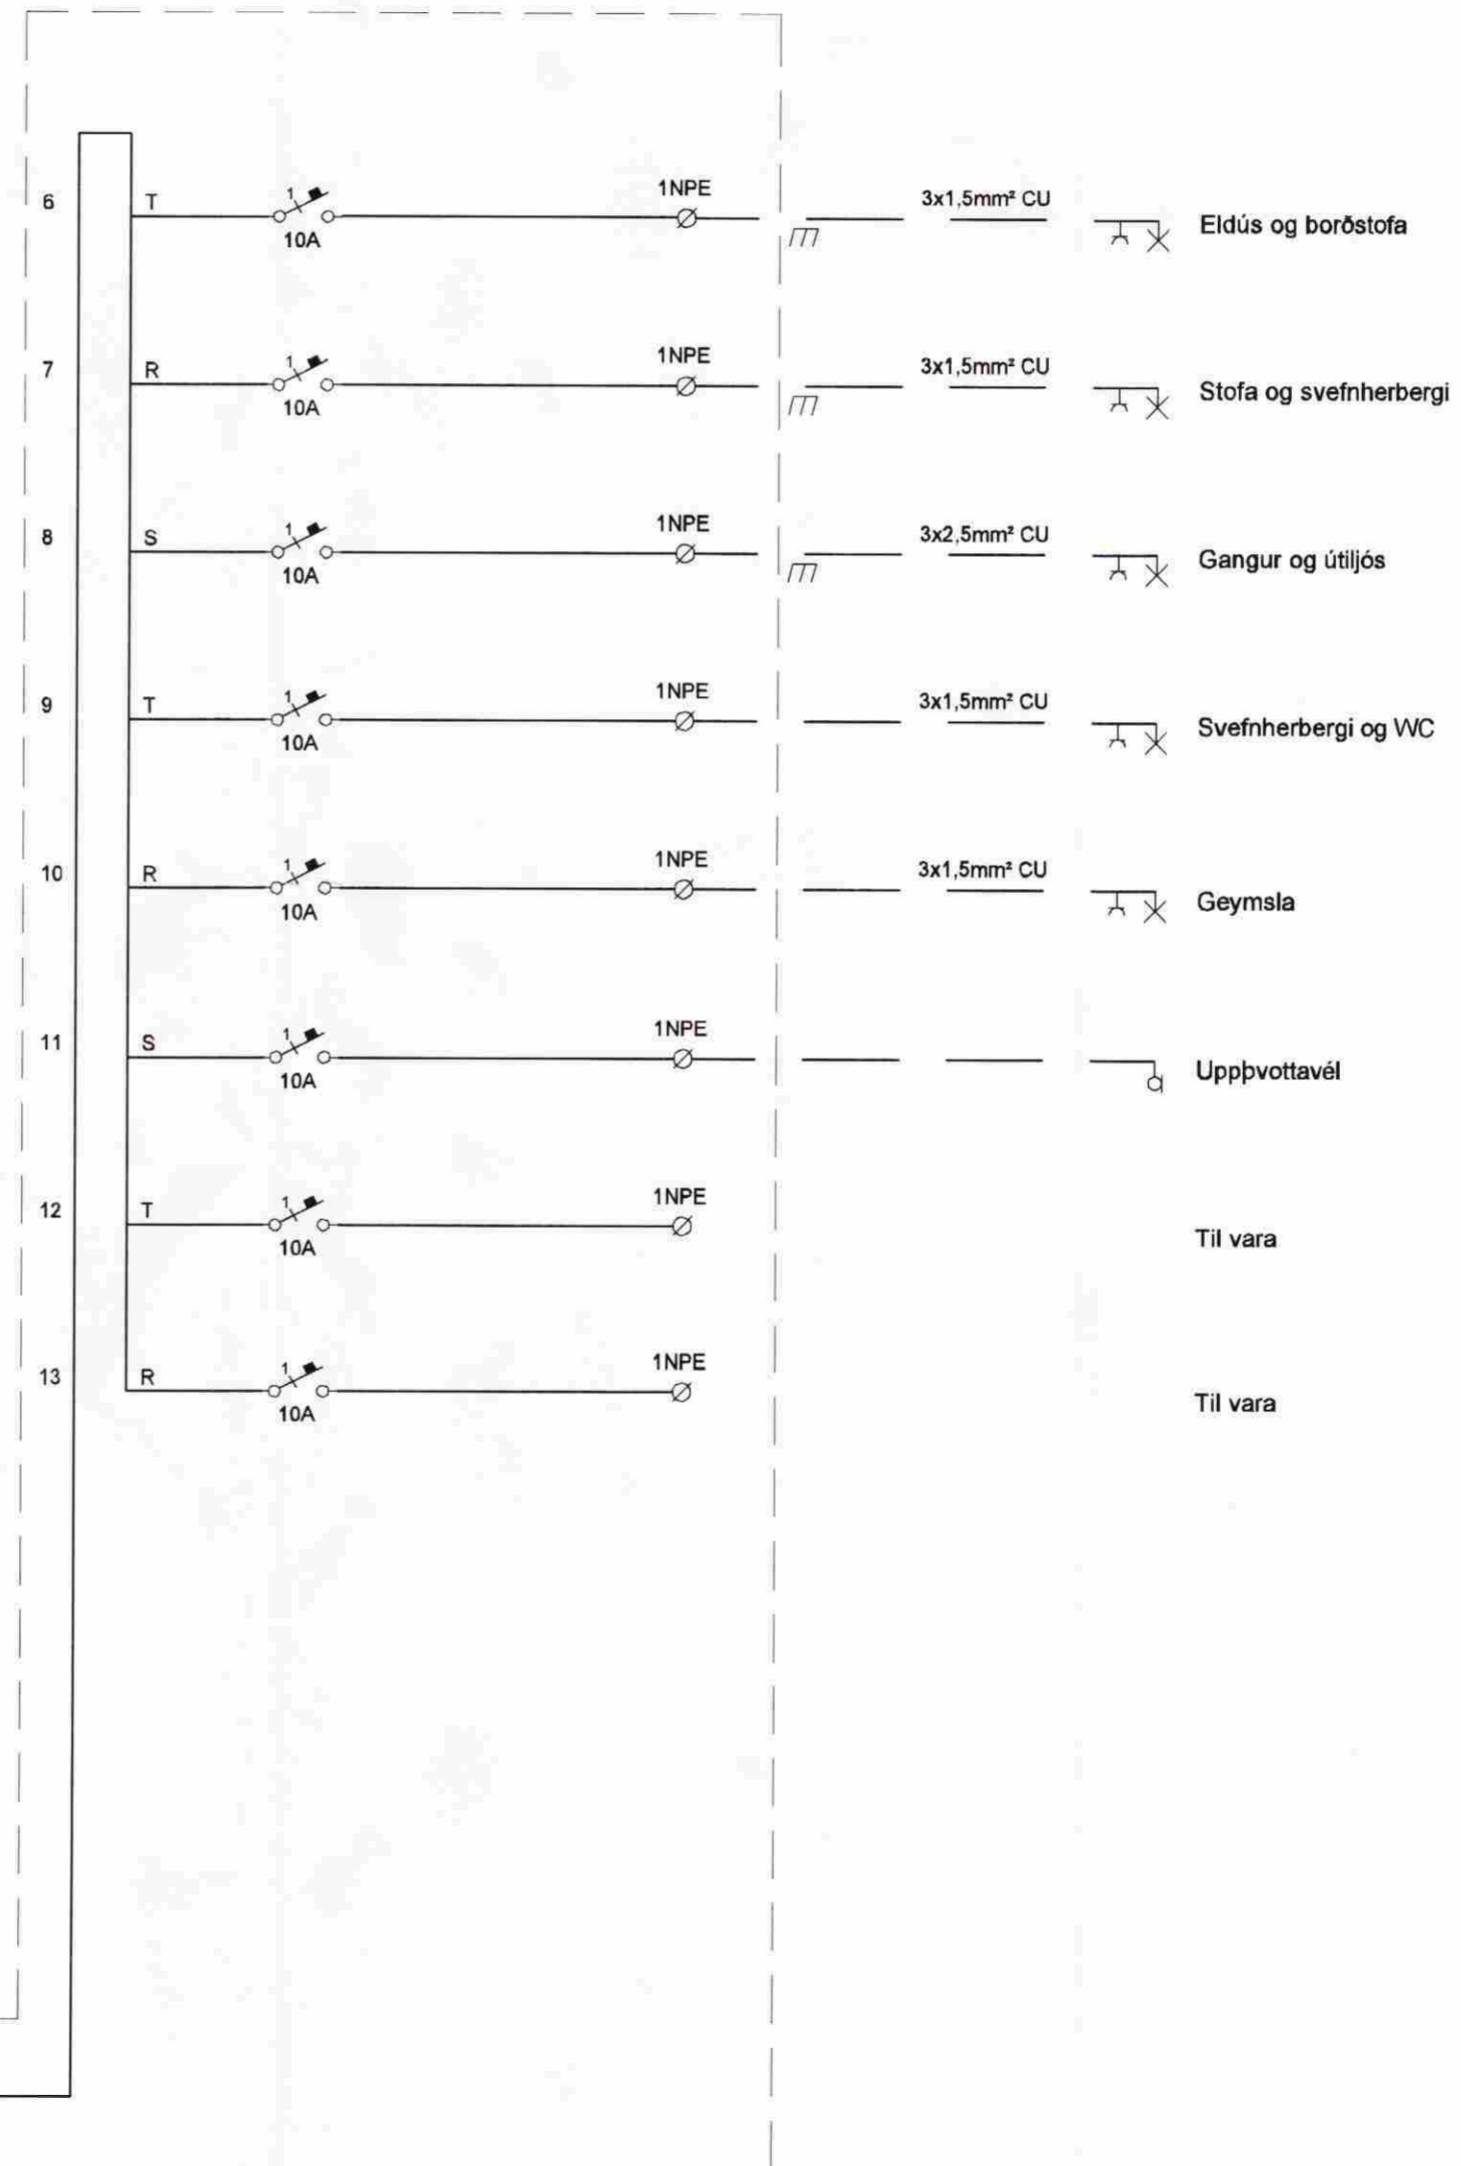 6 T 1 10A 1NPE 3x1,5mm² CU Eldús og borðstofa
7 R 1 10A 1NPE 3x1,5mm² CU Stofa og svefnherbergi
8 S 1 10A 1NPE 3x2,5mm² CU Gangur og útiljós
9 T 1 10A 1NPE 3x1,5mm² CU Svefnherbergi og WC
10 R 1 10A 1NPE 3x1,5mm² CU Geymsla
11 S 1 10A 1NPE Uppþvottavél
12 T 1 10A 1NPE Til vara
13 R 1 10A 1NPE Til vara